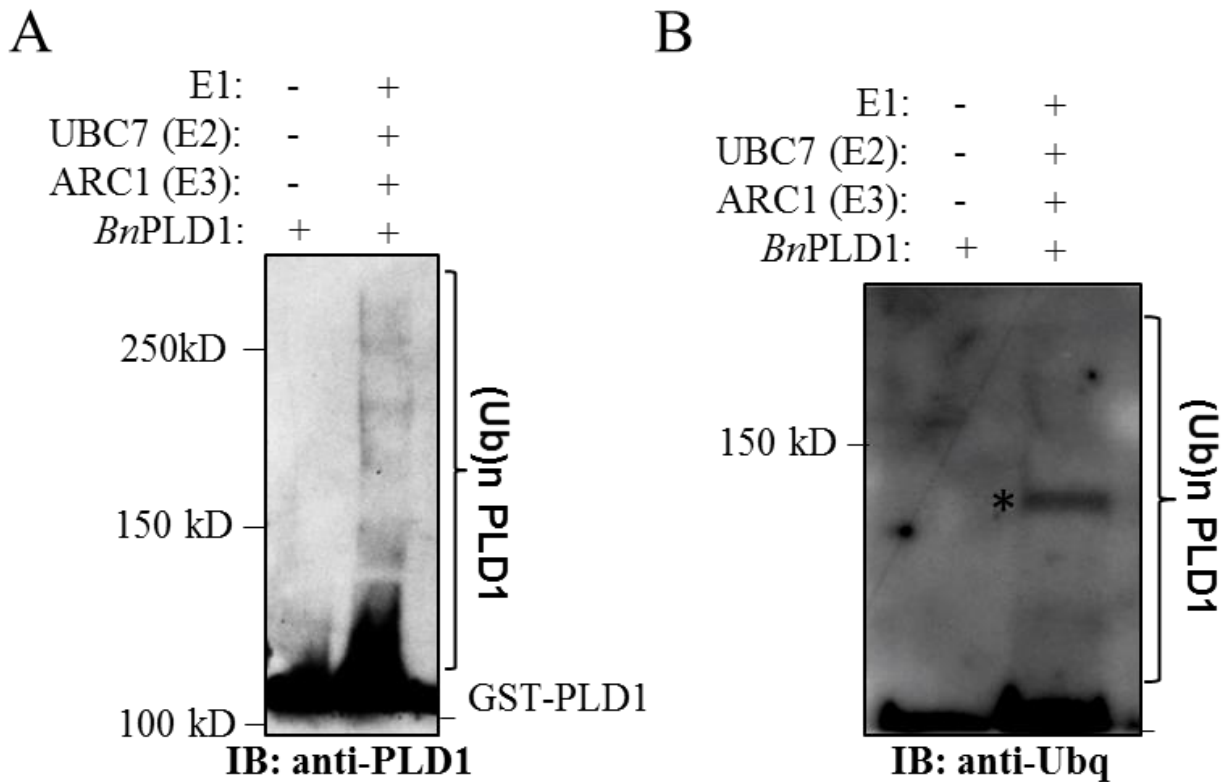 A
E1: - +
UBC7 (E2): - +
ARC1 (E3): - +
BnPLD1: + +
250kD
150 kD
100 kD
(Ub)n PLD1
GST-PLD1
IB: anti-PLD1
B
E1: - +
UBC7 (E2): - +
ARC1 (E3): - +
BnPLD1: + +
150 kD
*
(Ub)n PLD1
IB: anti-Ubq